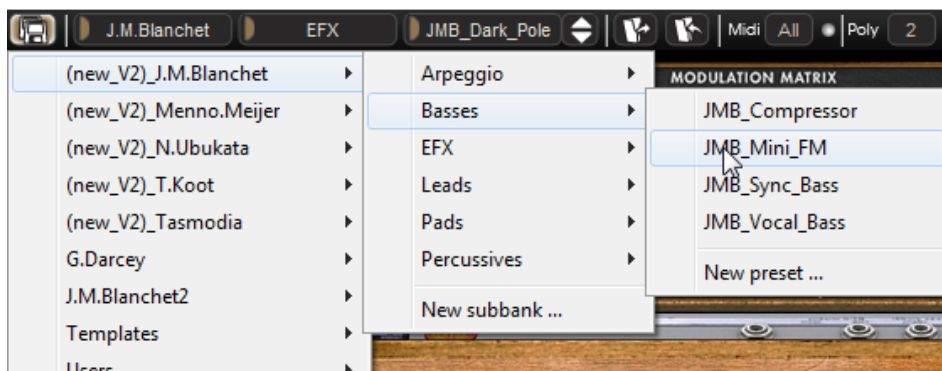 J.M.Blanchet EFX JMB_Dark_Pole Midi All Poly 2
(new_V2)_J.M.Blanchet
(new_V2)_Menno.Meijer
(new_V2)_N.Ubukata
(new_V2)_T.Koot
(new_V2)_Tasmodia
G.Darcey
J.M.Blanchet2
Templates
Users
Arpeggio
Basses
EFX
Leads
Pads
Percussives
New subbank ...
MODULATION MATRIX
JMB_Compressor
JMB_Mini_FM
JMB_Sync_Bass
JMB_Vocal_Bass
New preset ...